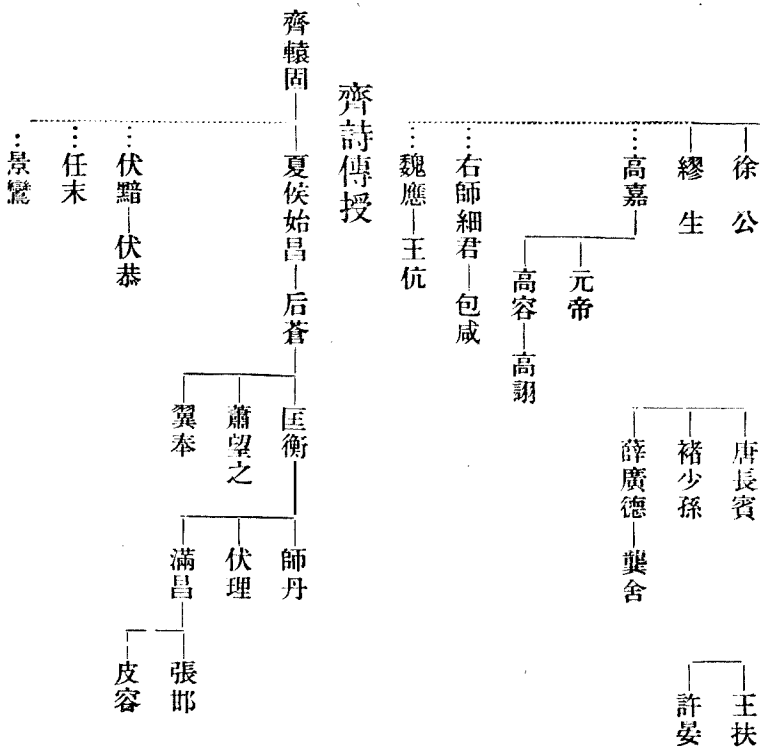 徐公
繆生
高嘉
元帝
高容
高詡
右師細君
包咸
魏應
王伉
唐長賓
褚少孫
薛廣德
龔舍
王扶
許晏
齊詩傳授
齊轅固
夏侯始昌
后蒼
匡衡
蕭望之
翼奉
師丹
伏理
滿昌
張邯
皮容
伏黯
伏恭
任末
景鸞